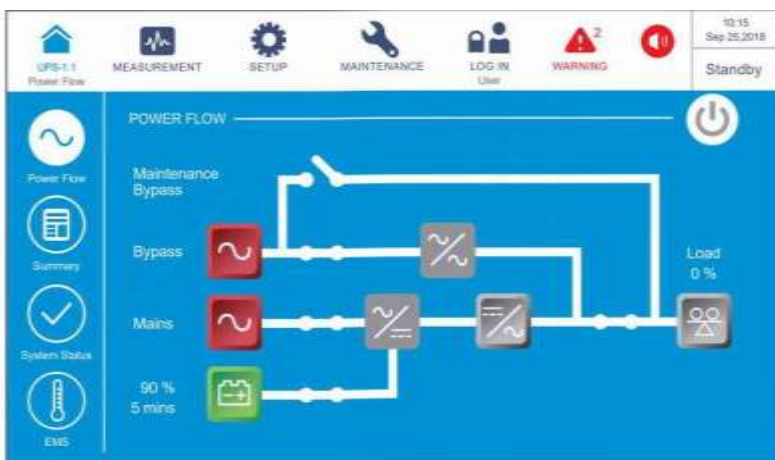 UPS-1.1
Power Flow
MEASUREMENT
SETUP
MAINTENANCE
LOG IN
User
2
WARNING
10:15
Sep 25,2018
Standby
POWER FLOW
Power Flow
Summary
System Status
EMS
Maintenance
Bypass
Bypass
Mains
90 %
5 mins
Load
0 %